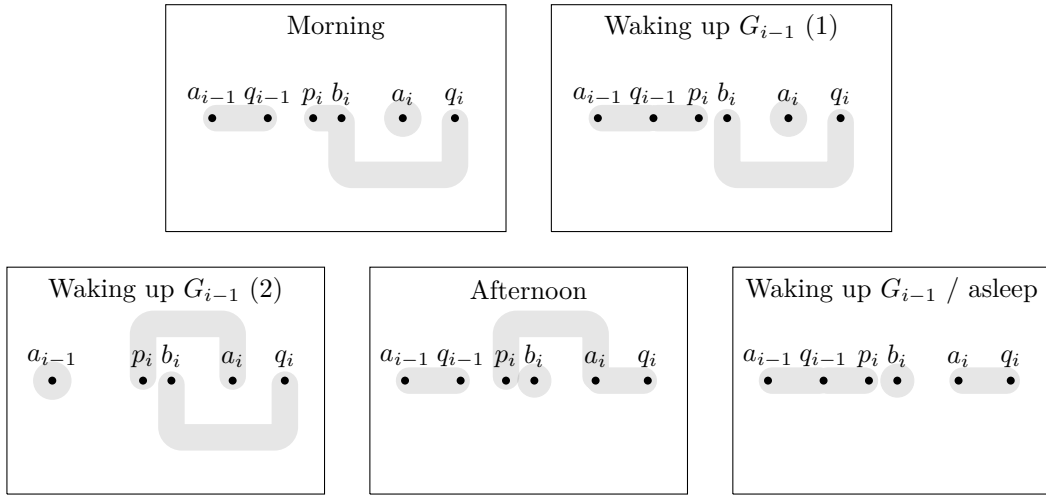 Morning
a_{i−1} q_{i−1} p_i b_i a_i q_i
Waking up G_{i−1} (1)
a_{i−1} q_{i−1} p_i b_i a_i q_i
Waking up G_{i−1} (2)
a_{i−1} p_i b_i a_i q_i
Afternoon
a_{i−1} q_{i−1} p_i b_i a_i q_i
Waking up G_{i−1} / asleep
a_{i−1} q_{i−1} p_i b_i a_i q_i